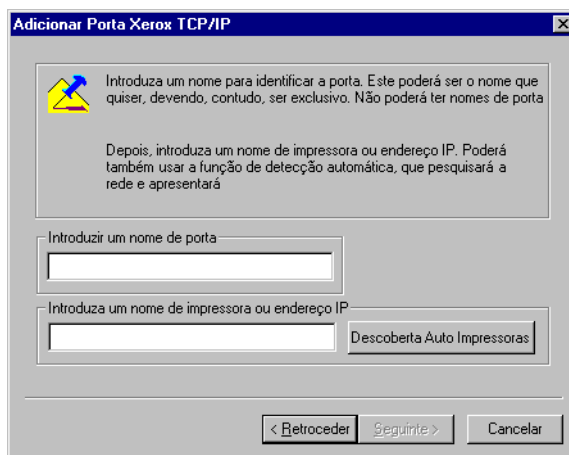 Adicionar Porta Xerox TCP/IP
Introduza um nome para identificar a porta. Este poderá ser o nome que
quiser, devendo, contudo, ser exclusivo. Não poderá ter nomes de porta
Depois, introduza um nome de impressora ou endereço IP. Poderá
também usar a função de detecção automática, que pesquisará a
rede e apresentará
Introduzir um nome de porta
Introduza um nome de impressora ou endereço IP
Descoberta Auto Impressoras
< Retroceder
Seguinte >
Cancelar